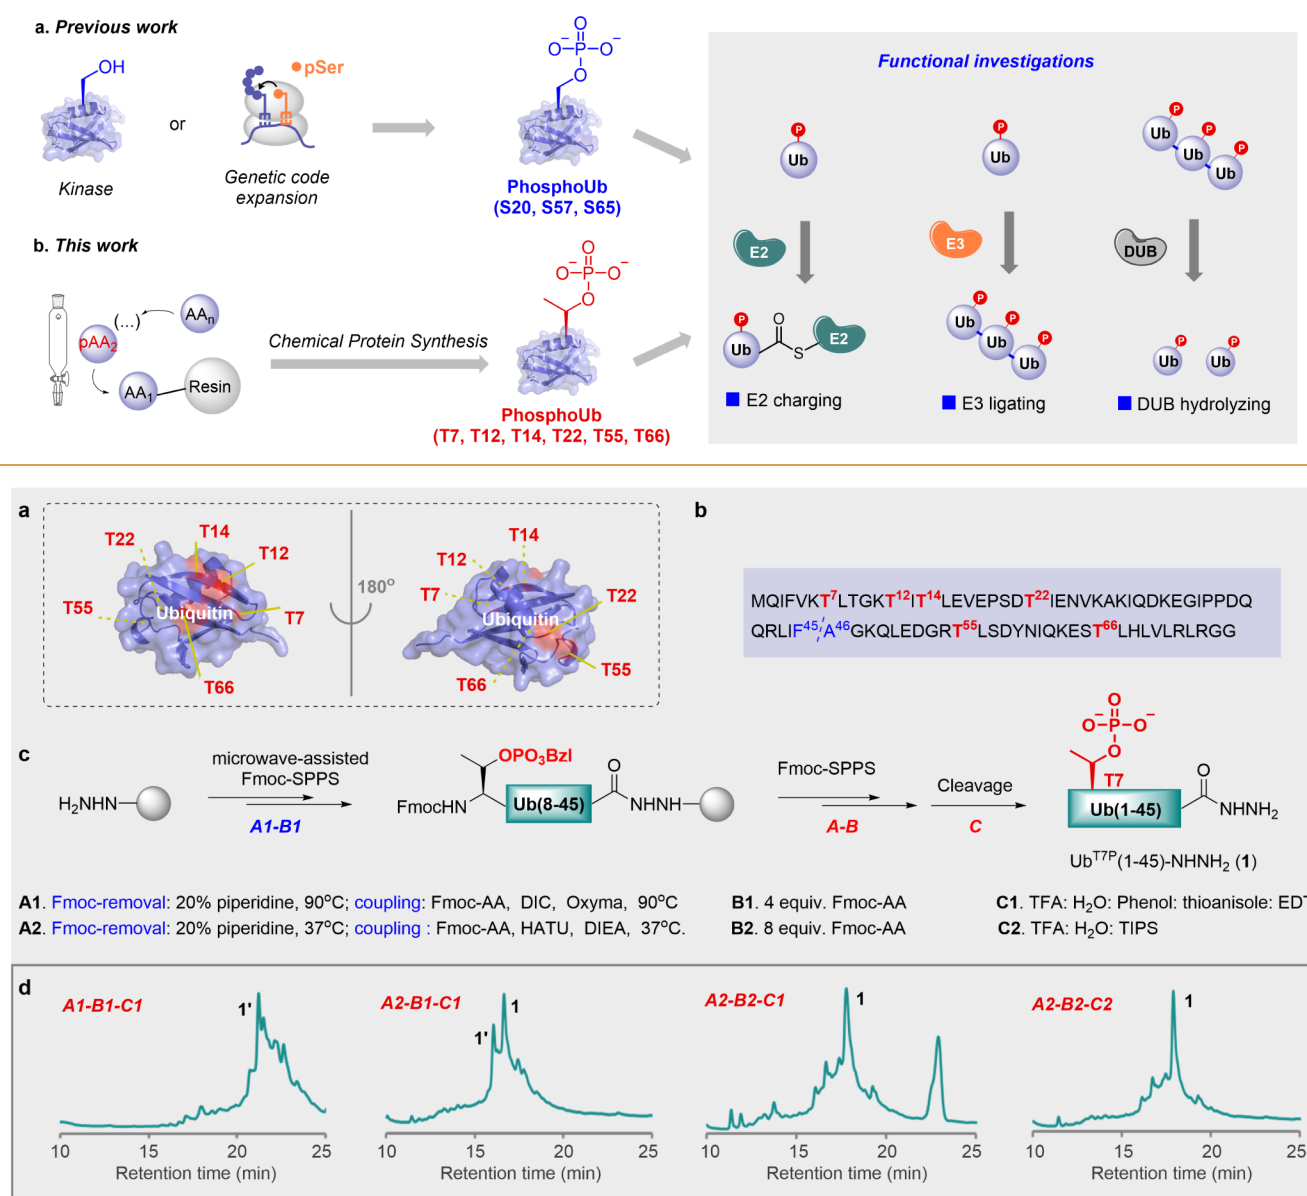 a. Previous work
OH
or
pSer
Kinase
Genetic code
expansion
O
⁻O–P–O⁻
O
PhosphoUb
(S20, S57, S65)
b. This work
(...)
AAn
pAA2
AA1
Resin
Chemical Protein Synthesis
O
⁻O–P–O⁻
O
PhosphoUb
(T7, T12, T14, T22, T55, T66)
Functional investigations
P
Ub
P
Ub
P
Ub
P
Ub
P
Ub
E2
E3
DUB
P
Ub
O
S
E2
P
Ub
P
Ub
P
Ub
P
Ub
P
Ub
E2 charging
E3 ligating
DUB hydrolyzing
a
T22
T14
T12
T55
Ubiquitin
T7
T66
180°
T14
T12
T7
T22
Ubiquitin
T66
T55
b
MQIFVKT⁷LTGKT¹²IT¹⁴LEVEPSDT²²IENVKAKIQDKEGIPPDQ
QRLIF⁴⁵A⁴⁶GKQLEDGRT⁵⁵LSDYNIQKEST⁶⁶LHLVLRLRGG
c
H2NHN
microwave-assisted
Fmoc-SPPS
A1-B1
OPO3Bzl
FmocHN
Ub(8-45)
O
NHNH
Fmoc-SPPS
A-B
Cleavage
C
O
⁻O–P–O⁻
O
T7
Ub(1-45)
O
NHNH2
Ubᵀ⁷ᴾ(1-45)-NHNH2 (1)
A1. Fmoc-removal: 20% piperidine, 90°C; coupling: Fmoc-AA, DIC, Oxyma, 90°C
B1. 4 equiv. Fmoc-AA
C1. TFA: H2O: Phenol: thioanisole: EDT
A2. Fmoc-removal: 20% piperidine, 37°C; coupling : Fmoc-AA, HATU, DIEA, 37°C.
B2. 8 equiv. Fmoc-AA
C2. TFA: H2O: TIPS
d
A1-B1-C1
1'
10 15 20 25
Retention time (min)
A2-B1-C1
1'
1
10 15 20 25
Retention time (min)
A2-B2-C1
1
10 15 20 25
Retention time (min)
A2-B2-C2
1
10 15 20 25
Retention time (min)